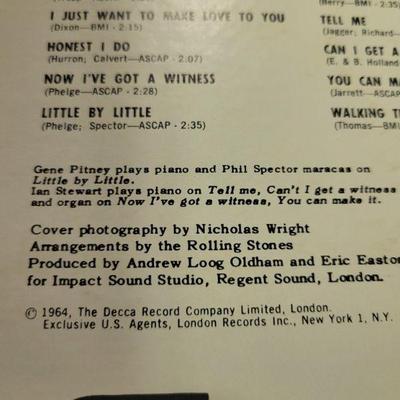 I JUST WANT TO MAKE LOVE TO YOU
(Dixon—BMI - 2:15)
HONEST I DO
(Hurron; Calvert—ASCAP - 2:07)
NOW I'VE GOT A WITNESS
(Phelge—ASCAP - 2:28)
LITTLE BY LITTLE
(Phelge; Spector—ASCAP - 2:35)
(Berry—BMI - 2:35)
TELL ME
(Jagger; Richard—
CAN I GET A
(E. & B. Holland
YOU CAN MA
(Jarrett—ASCAP
WALKING T
(Thomas—BMI
Gene Pitney plays piano and Phil Spector maracas on
Little by Little.
Ian Stewart plays piano on Tell me, Can't I get a witness
and organ on Now I've got a witness, You can make it.
Cover photography by Nicholas Wright
Arrangements by the Rolling Stones
Produced by Andrew Loog Oldham and Eric Easton
for Impact Sound Studio, Regent Sound, London.
© 1964, The Decca Record Company Limited, London.
Exclusive U.S. Agents, London Records Inc., New York 1, N.Y.